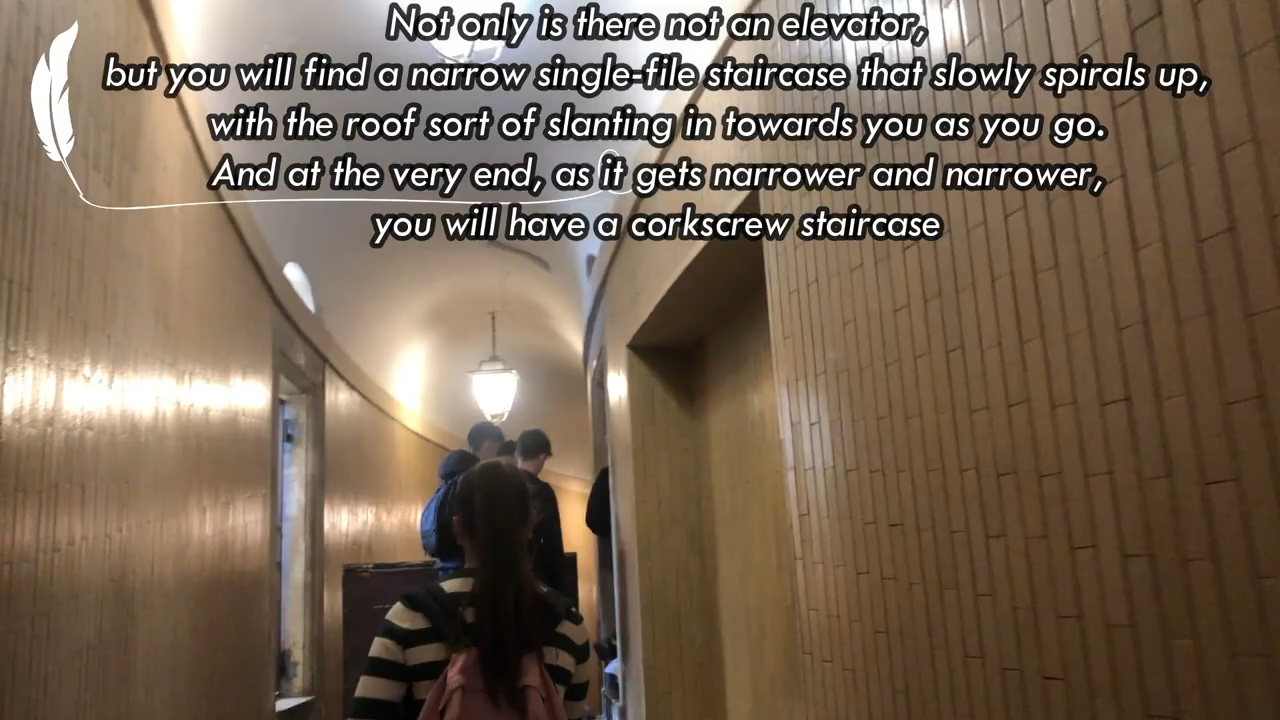 Not only is there not an elevator,
but you will find a narrow single-file staircase that slowly spirals up,
with the roof sort of slanting in towards you as you go.
And at the very end, as it gets narrower and narrower,
you will have a corkscrew staircase